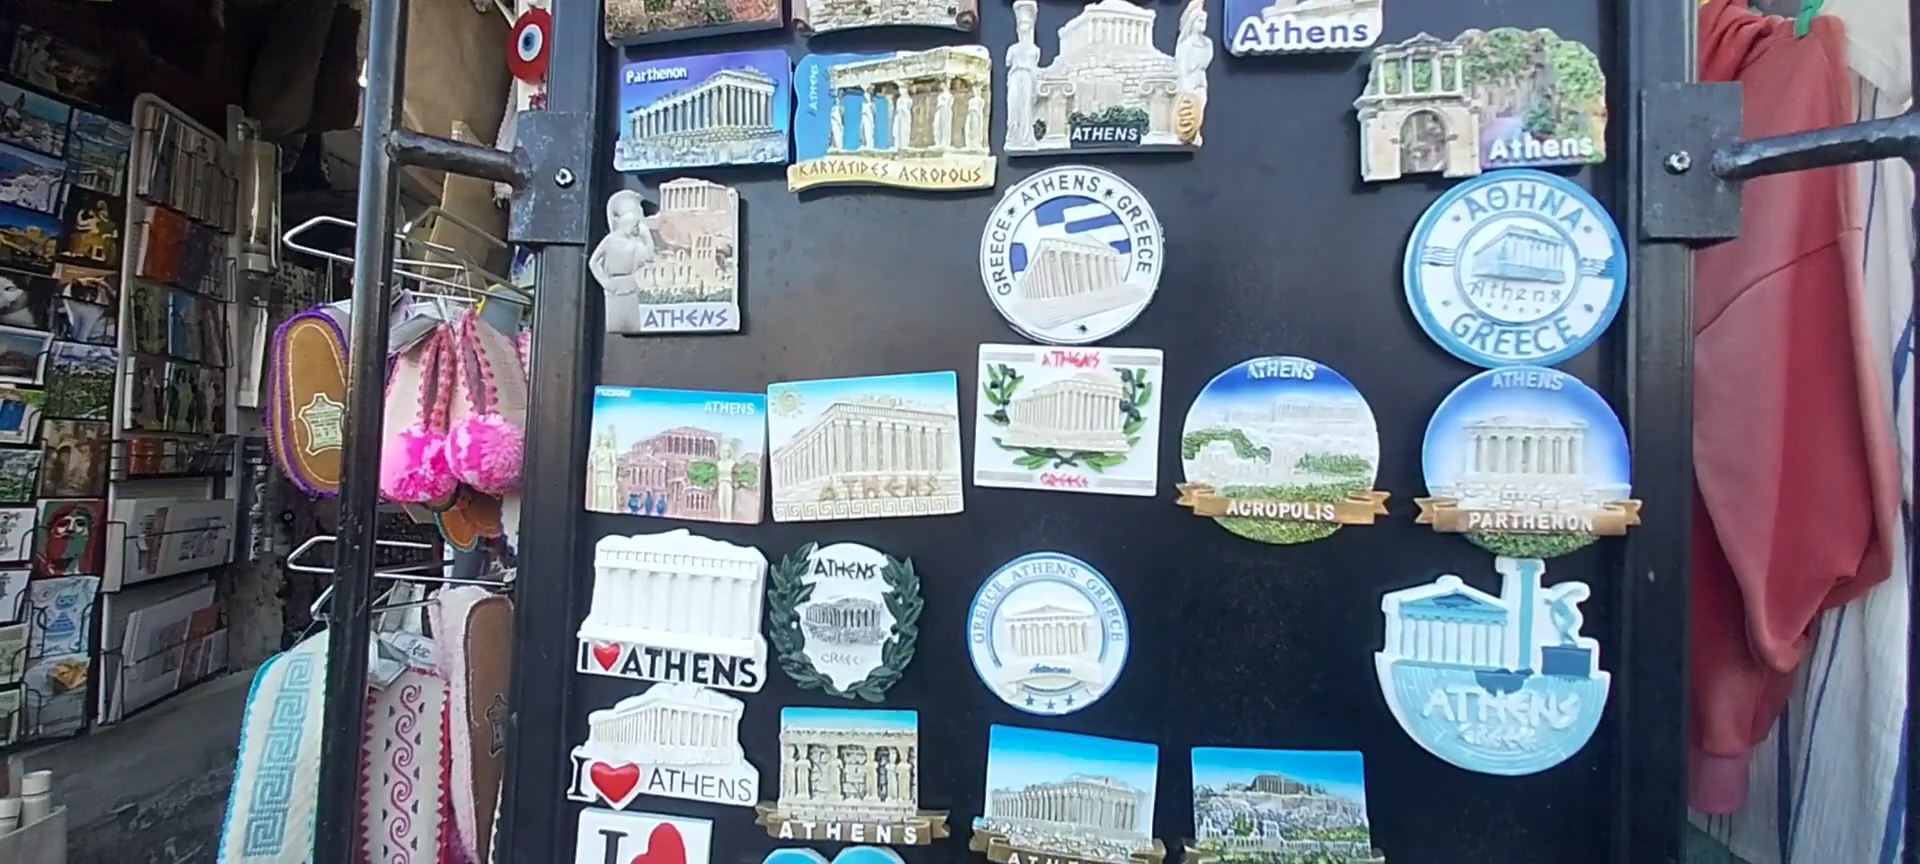 Athens
Parthenon
ATHENS
KARYATIDES ACROPOLIS
ATHENS
Athens
ATHENS
GREECE ★ ATHENS ★ GREECE
ΑΘΗΝΑ
Athens
GREECE
ATHENS
ATHENS
ATHENS
GREECE
ATHENS
ACROPOLIS
ATHENS
PARTHENON
I ❤ ATHENS
ATHENS
GREECE
GREECE ATHENS GREECE
Athens
ATHENS
GREECE
I ❤ ATHENS
ATHENS
I